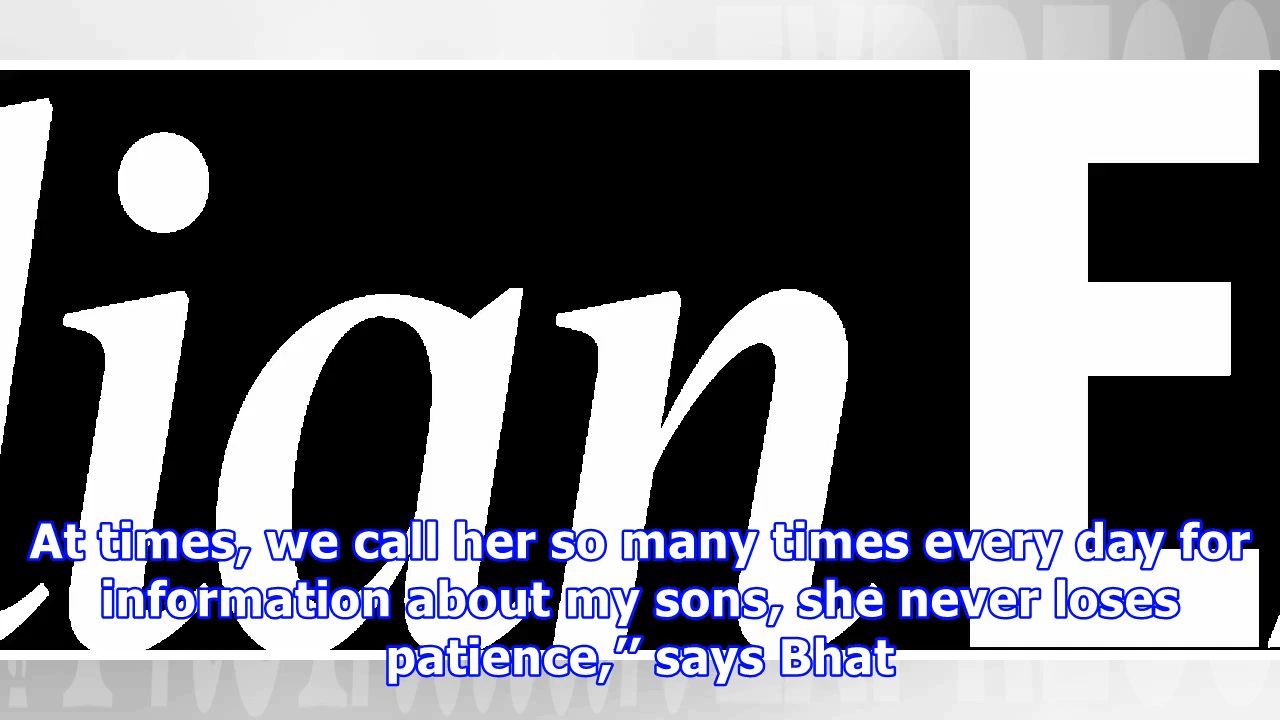 dian E
At times, we call her so many times every day for
information about my sons, she never loses
patience,” says Bhat